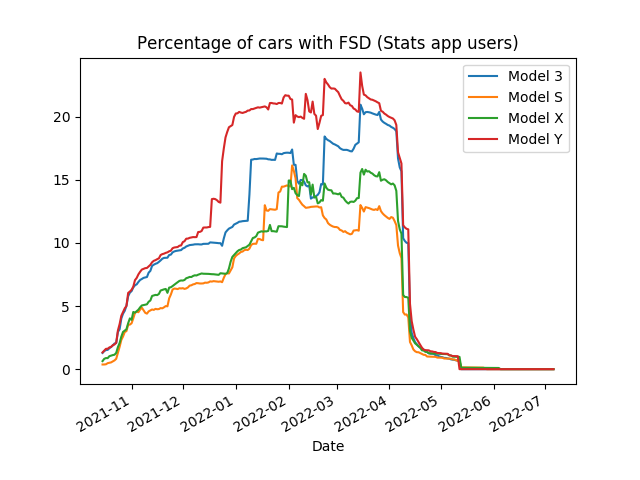 Percentage of cars with FSD (Stats app users)
Model 3
Model S
Model X
Model Y
20
15
10
5
0
2021-11
2021-12
2022-01
2022-02
2022-03
2022-04
2022-05
2022-06
2022-07
Date